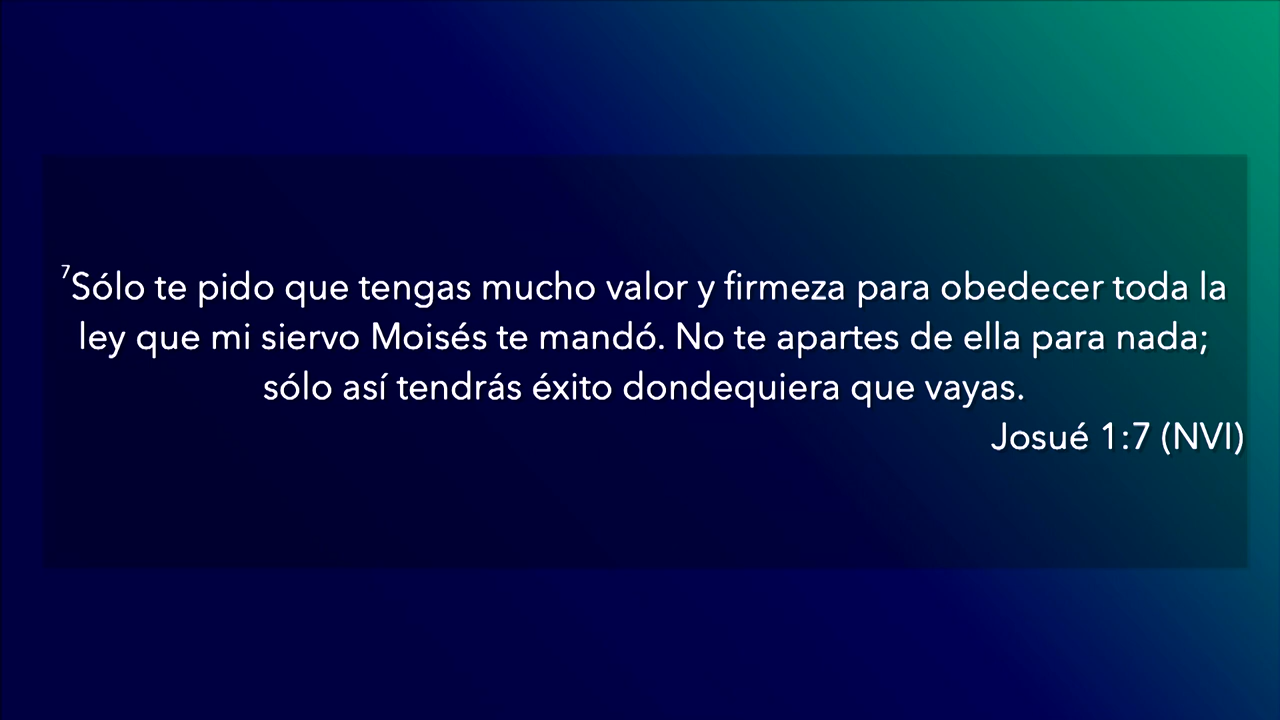 ⁷Sólo te pido que tengas mucho valor y firmeza para obedecer toda la
ley que mi siervo Moisés te mandó. No te apartes de ella para nada;
sólo así tendrás éxito dondequiera que vayas.
Josué 1:7 (NVI)